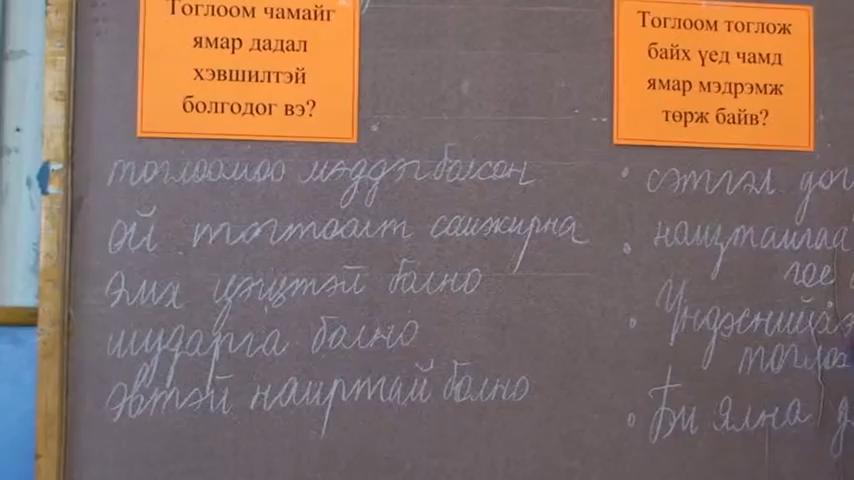 Тоглоом чамайг
ямар дадал
хэвшилтэй
болгодог вэ?
Тоглоом тоглож
байх үед чамд
ямар мэдрэмж
төрж байв?
тоглоомоо мэддэг болсон
ой тогтоолт сайжирна
эмх цэгцтэй болно
шударга болно
эвтэй найртай болно
• сэтгэл
•
•
тогло
• Би ялна